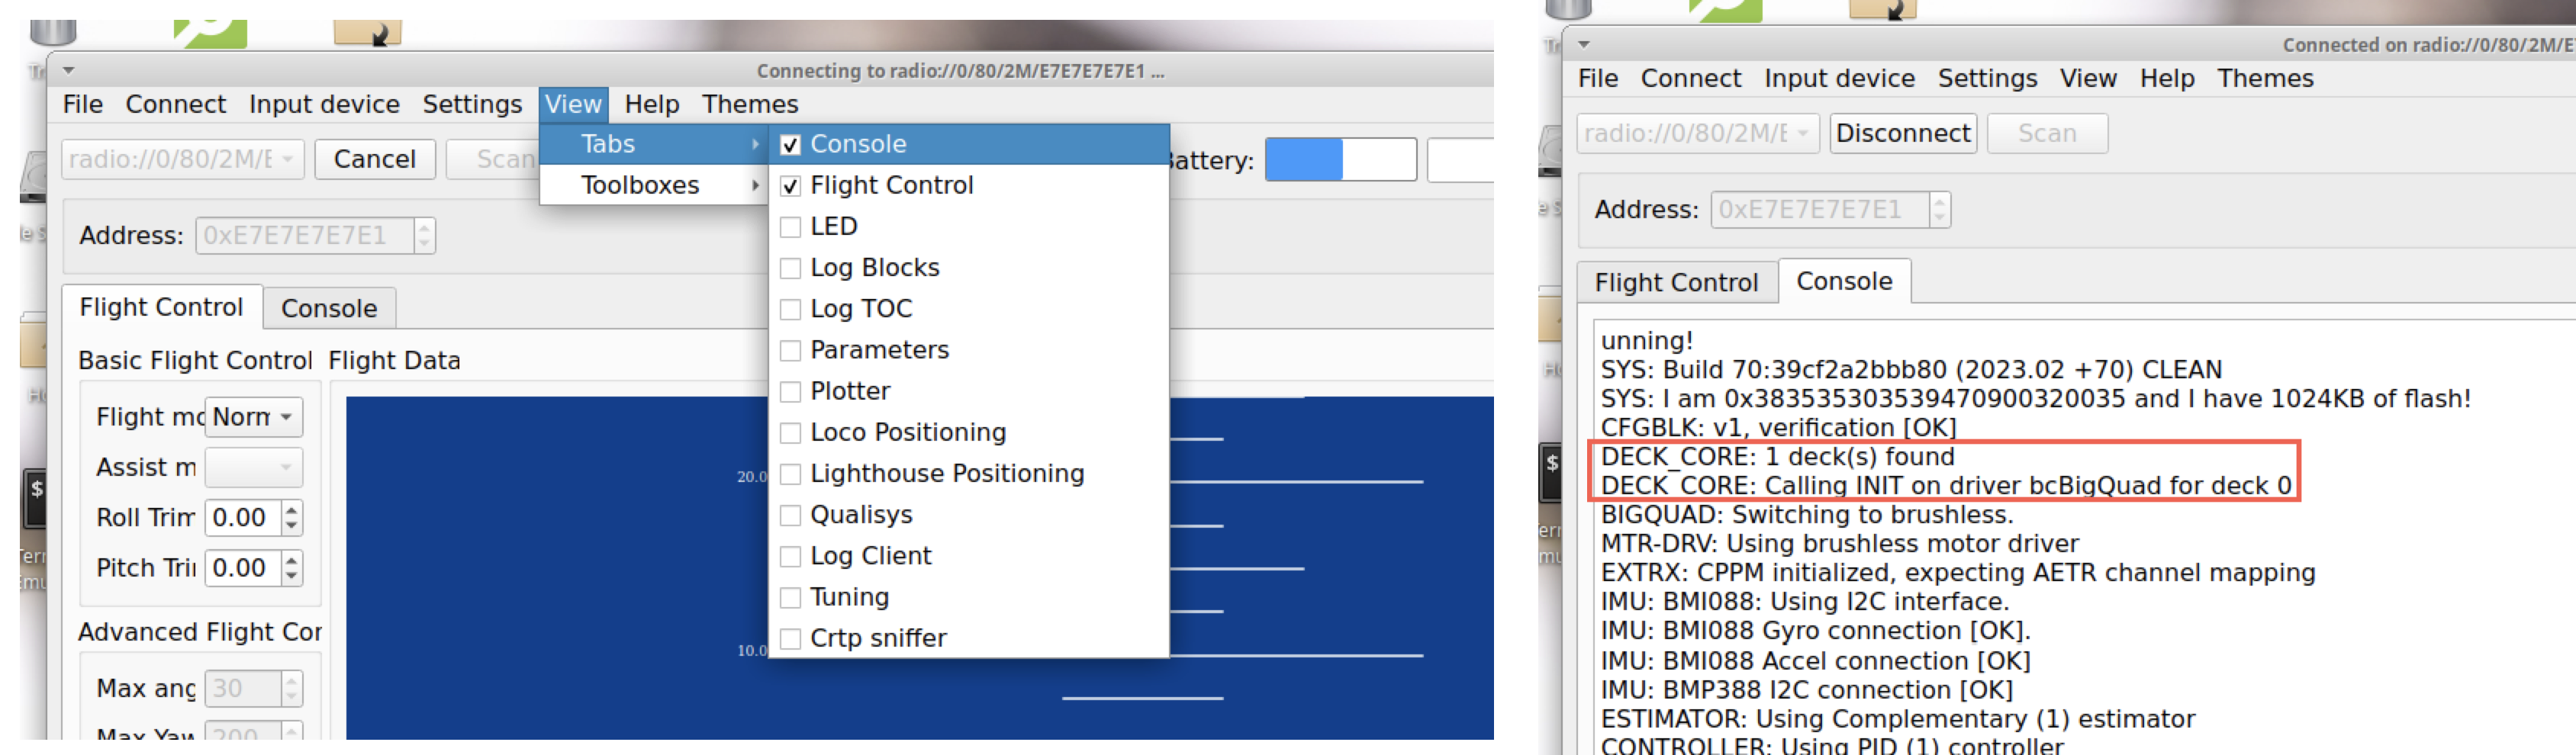 Connecting to radio://0/80/2M/E7E7E7E7E1 ...
File Connect Input device Settings View Help Themes
radio://0/80/2M/E Cancel Scan
Battery:
Address: 0xE7E7E7E7E1
Tabs
Toolboxes
Console
Flight Control
LED
Log Blocks
Log TOC
Parameters
Plotter
Loco Positioning
Lighthouse Positioning
Qualisys
Log Client
Tuning
Crtp sniffer
Flight Control Console
Basic Flight Control Flight Data
Flight mo Norm
Assist m
Roll Trim 0.00
Pitch Tri 0.00
Advanced Flight Cor
Max ang 30
Max Yaw 200
20.0
10.0
Connected on radio://0/80/2M/E7
File Connect Input device Settings View Help Themes
radio://0/80/2M/E Disconnect Scan
Address: 0xE7E7E7E7E1
Flight Control Console
unning!
SYS: Build 70:39cf2a2bbb80 (2023.02 +70) CLEAN
SYS: I am 0x383535303539470900320035 and I have 1024KB of flash!
CFGBLK: v1, verification [OK]
DECK_CORE: 1 deck(s) found
DECK_CORE: Calling INIT on driver bcBigQuad for deck 0
BIGQUAD: Switching to brushless.
MTR-DRV: Using brushless motor driver
EXTRX: CPPM initialized, expecting AETR channel mapping
IMU: BMI088: Using I2C interface.
IMU: BMI088 Gyro connection [OK].
IMU: BMI088 Accel connection [OK]
IMU: BMP388 I2C connection [OK]
ESTIMATOR: Using Complementary (1) estimator
CONTROLLER: Using PID (1) controller